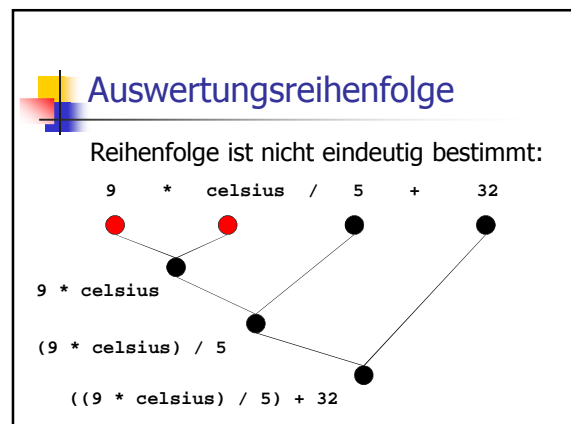 Auswertungsreihenfolge
Reihenfolge ist nicht eindeutig bestimmt:
9 * celsius / 5 + 32
9 * celsius
(9 * celsius) / 5
((9 * celsius) / 5) + 32